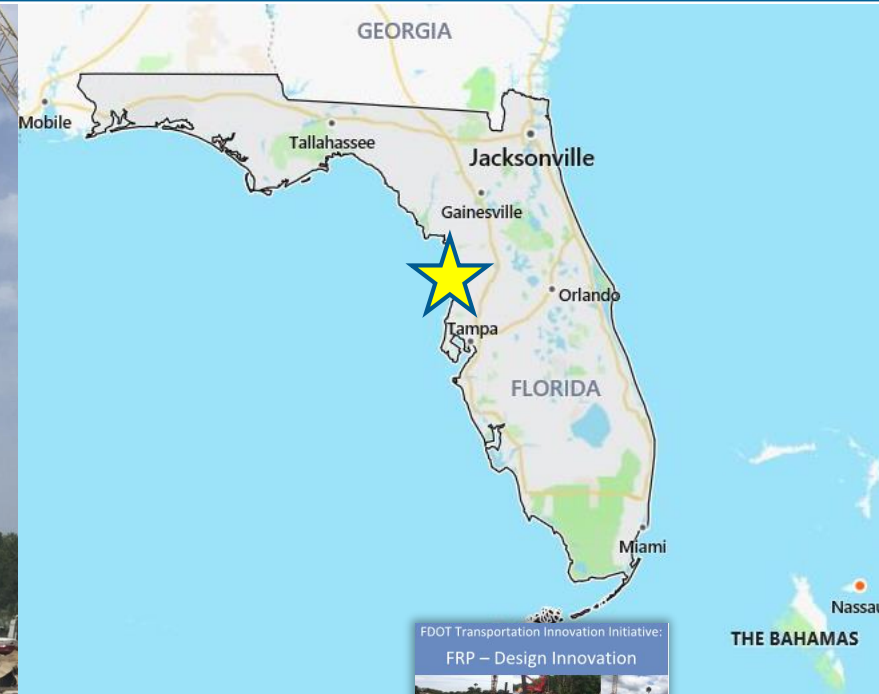 GEORGIA
Mobile
Tallahassee
Jacksonville
Gainesville
Orlando
Tampa
FLORIDA
Miami
Nassau
THE BAHAMAS
FDOT Transportation Innovation Initiative:
FRP – Design Innovation